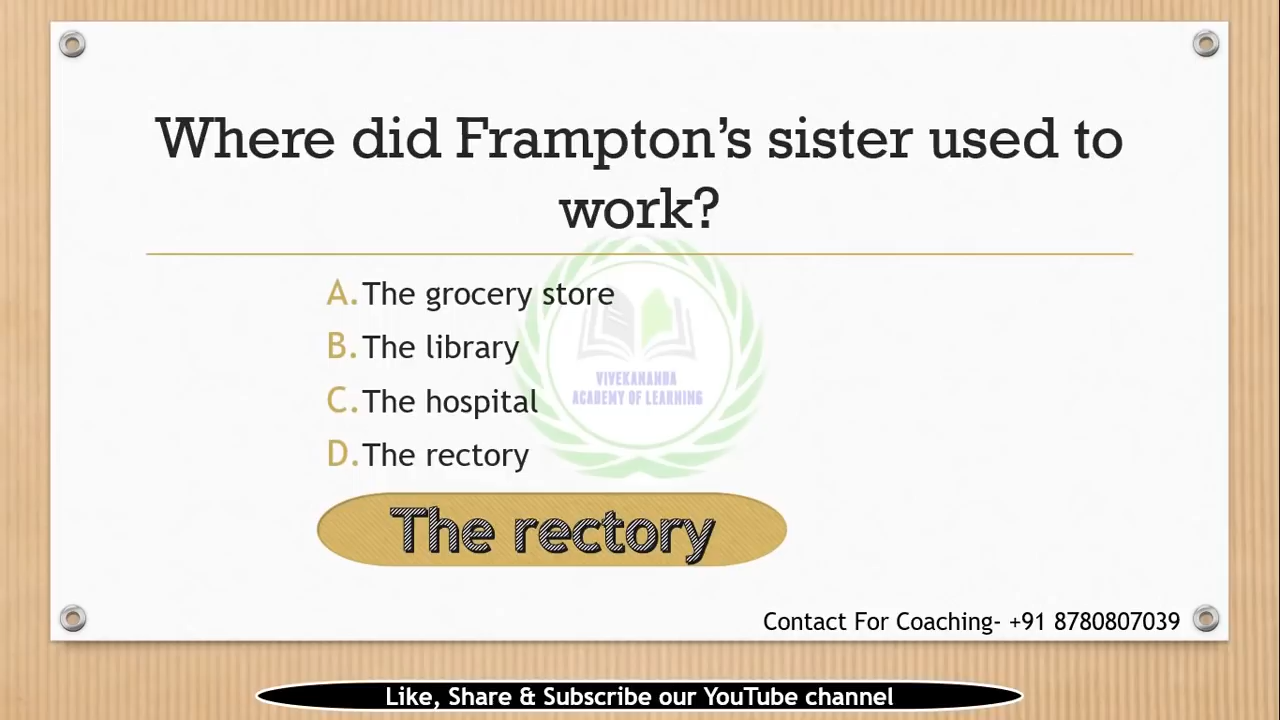 Where did Frampton’s sister used to
work?
A. The grocery store
B. The library
C. The hospital
D. The rectory
VIVEKANANDA
ACADEMY OF LEARNING
The rectory
Contact For Coaching- +91 8780807039
Like, Share & Subscribe our YouTube channel